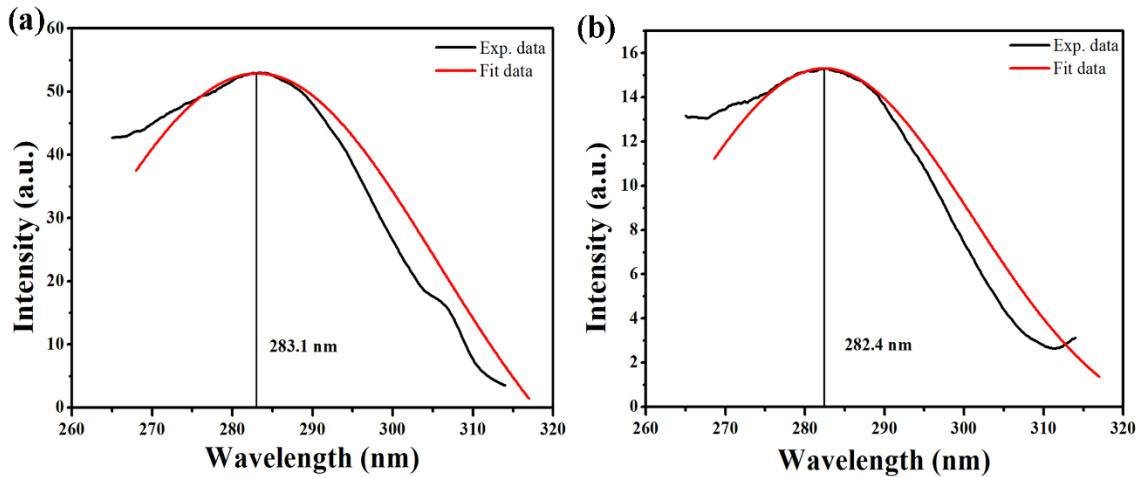 (a)
Exp. data
Fit data
60
50
40
30
20
10
0
Intensity (a.u.)
283.1 nm
260 270 280 290 300 310 320
Wavelength (nm)
(b)
Exp. data
Fit data
16
14
12
10
8
6
4
2
0
Intensity (a.u.)
282.4 nm
260 270 280 290 300 310 320
Wavelength (nm)